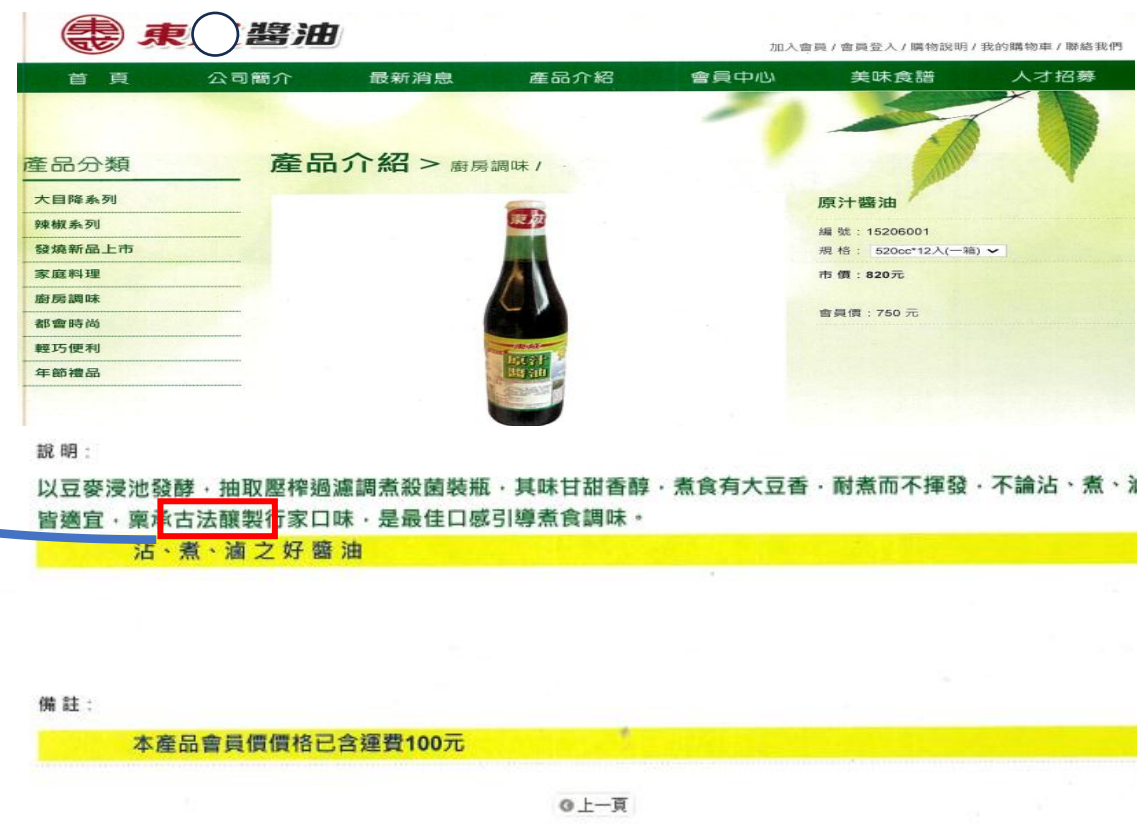 東 醬油
加入會員 / 會員登入 / 購物說明 / 我的購物車 / 聯絡我們
首 頁 公司簡介 最新消息 產品介紹 會員中心 美味食譜 人才招募
產品分類
大目降系列
辣椒系列
發燒新品上市
家庭料理
廚房調味
都會時尚
輕巧便利
年節禮品
產品介紹 > 廚房調味 /
原汁醬油
原汁醬油
編 號 : 15206001
規 格 : 520cc*12入(一箱)
市 價 : 820元
會員價 : 750 元
說 明 :
以豆麥浸池發酵，抽取壓榨過濾調煮殺菌裝瓶，其味甘甜香醇，煮食有大豆香，耐煮而不揮發，不論沾、煮、滷
皆適宜，稟承古法釀製行家口味，是最佳口感引導煮食調味。
沾、煮、滷 之 好 醬 油
備 註 :
本產品會員價價格已含運費100元
上一頁